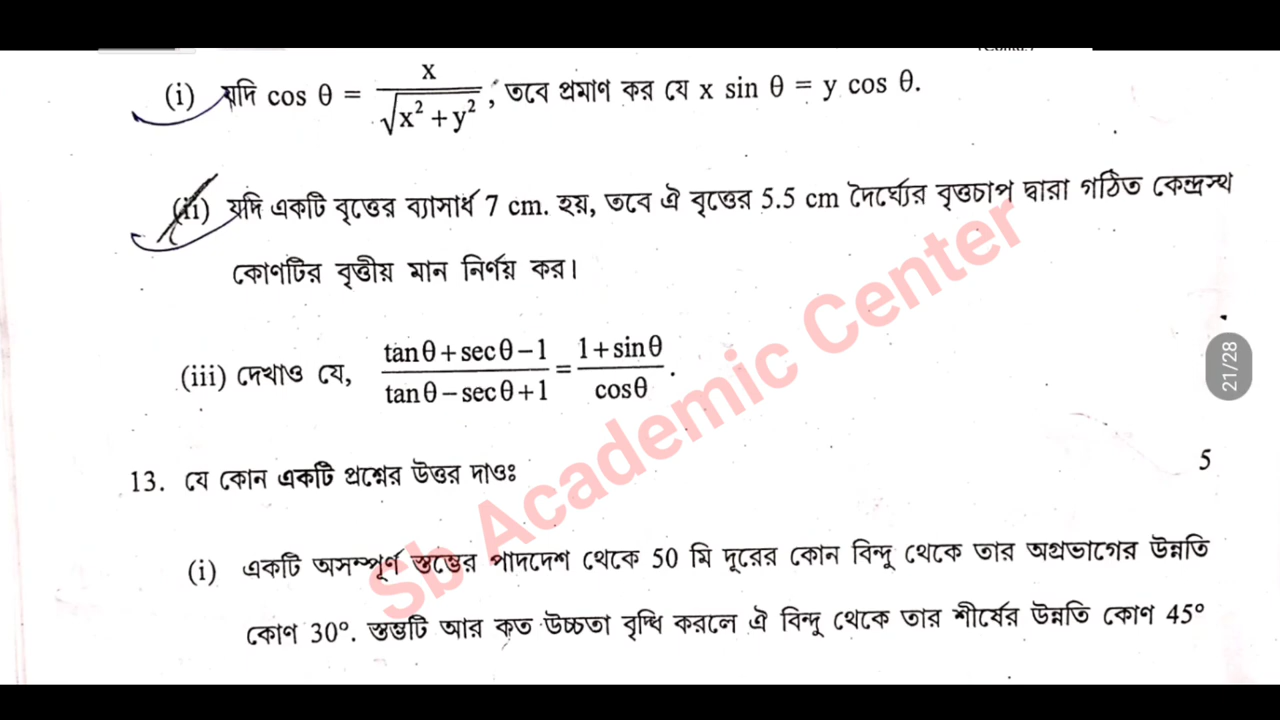 (i) যদি cos θ = x / √(x² + y²), তবে প্রমাণ কর যে x sin θ = y cos θ.
(ii) যদি একটি বৃত্তের ব্যাসার্ধ 7 cm. হয়, তবে ঐ বৃত্তের 5.5 cm দৈর্ঘ্যের বৃত্তচাপ দ্বারা গঠিত কেন্দ্রস্থ
কোণটির বৃত্তীয় মান নির্ণয় কর।
(iii) দেখাও যে, (tanθ + secθ − 1) / (tanθ − secθ + 1) = (1 + sinθ) / cosθ .
21/28
13. যে কোন একটি প্রশ্নের উত্তর দাওঃ 5
(i) একটি অসম্পূর্ণ স্তম্ভের পাদদেশ থেকে 50 মি দূরের কোন বিন্দু থেকে তার অগ্রভাগের উন্নতি
কোণ 30°. স্তম্ভটি আর কত উচ্চতা বৃদ্ধি করলে ঐ বিন্দু থেকে তার শীর্ষের উন্নতি কোণ 45°
Sb Academic Center